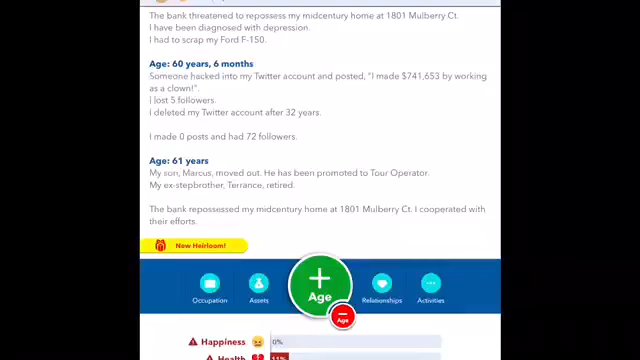 The bank threatened to repossess my midcentury home at 1801 Mulberry Ct.
I have been diagnosed with depression.
I had to scrap my Ford F-150.
Age: 60 years, 6 months
Someone hacked into my Twitter account and posted, "I made $741,653 by working
as a clown!".
I lost 5 followers.
I deleted my Twitter account after 32 years.
I made 0 posts and had 72 followers.
Age: 61 years
My son, Marcus, moved out. He has been promoted to Tour Operator.
My ex-stepbrother, Terrance, retired.
The bank repossessed my midcentury home at 1801 Mulberry Ct. I cooperated with
their efforts.
New Heirloom!
Occupation
Assets
Age
Age
Relationships
Activities
Happiness
0%
Health
11%